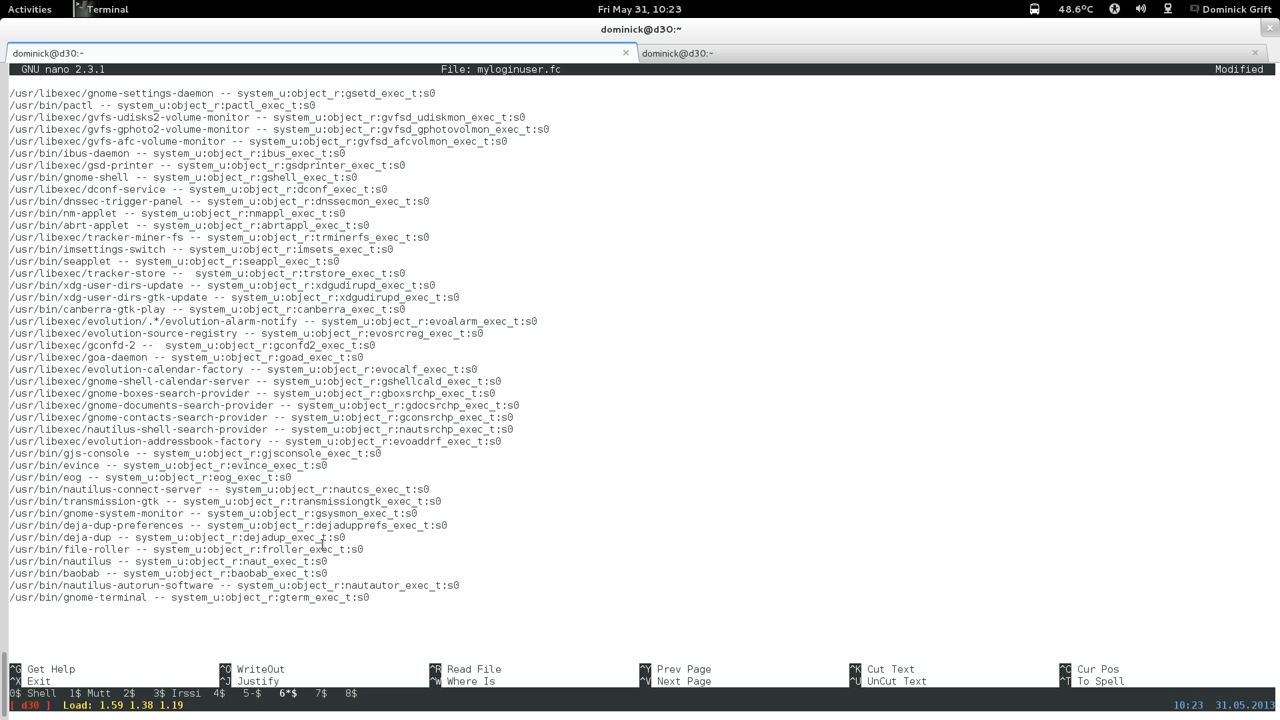 Activities Terminal Fri May 31, 10:23 48.6°C Dominick Grift
dominick@d30:~
dominick@d30:~ dominick@d30:~
GNU nano 2.3.1 File: myloginuser.fc Modified
/usr/libexec/gnome-settings-daemon -- system_u:object_r:gsetd_exec_t:s0
/usr/bin/pactl -- system_u:object_r:pactl_exec_t:s0
/usr/libexec/gvfs-udisks2-volume-monitor -- system_u:object_r:gvfsd_udiskmon_exec_t:s0
/usr/libexec/gvfs-gphoto2-volume-monitor -- system_u:object_r:gvfsd_gphotovolmon_exec_t:s0
/usr/libexec/gvfs-afc-volume-monitor -- system_u:object_r:gvfsd_afcvolmon_exec_t:s0
/usr/bin/ibus-daemon -- system_u:object_r:ibus_exec_t:s0
/usr/libexec/gsd-printer -- system_u:object_r:gsdprinter_exec_t:s0
/usr/bin/gnome-shell -- system_u:object_r:gshell_exec_t:s0
/usr/libexec/dconf-service -- system_u:object_r:dconf_exec_t:s0
/usr/bin/dnssec-trigger-panel -- system_u:object_r:dnssecmon_exec_t:s0
/usr/bin/nm-applet -- system_u:object_r:nmappl_exec_t:s0
/usr/bin/abrt-applet -- system_u:object_r:abrtappl_exec_t:s0
/usr/libexec/tracker-miner-fs -- system_u:object_r:trminerfs_exec_t:s0
/usr/bin/imsettings-switch -- system_u:object_r:imsets_exec_t:s0
/usr/bin/seapplet -- system_u:object_r:seappl_exec_t:s0
/usr/libexec/tracker-store --  system_u:object_r:trstore_exec_t:s0
/usr/bin/xdg-user-dirs-update -- system_u:object_r:xdgudirupd_exec_t:s0
/usr/bin/xdg-user-dirs-gtk-update -- system_u:object_r:xdgudirupd_exec_t:s0
/usr/bin/canberra-gtk-play -- system_u:object_r:canberra_exec_t:s0
/usr/libexec/evolution/.*/evolution-alarm-notify -- system_u:object_r:evoalarm_exec_t:s0
/usr/libexec/evolution-source-registry -- system_u:object_r:evosrcreg_exec_t:s0
/usr/libexec/gconfd-2 --  system_u:object_r:gconfd2_exec_t:s0
/usr/libexec/goa-daemon -- system_u:object_r:goad_exec_t:s0
/usr/libexec/evolution-calendar-factory -- system_u:object_r:evocalf_exec_t:s0
/usr/libexec/gnome-shell-calendar-server -- system_u:object_r:gshellcald_exec_t:s0
/usr/libexec/gnome-boxes-search-provider -- system_u:object_r:gboxsrchp_exec_t:s0
/usr/libexec/gnome-documents-search-provider -- system_u:object_r:gdocsrchp_exec_t:s0
/usr/libexec/gnome-contacts-search-provider -- system_u:object_r:gconsrchp_exec_t:s0
/usr/libexec/nautilus-shell-search-provider -- system_u:object_r:nautsrchp_exec_t:s0
/usr/libexec/evolution-addressbook-factory -- system_u:object_r:evoaddrf_exec_t:s0
/usr/bin/gjs-console -- system_u:object_r:gjsconsole_exec_t:s0
/usr/bin/evince -- system_u:object_r:evince_exec_t:s0
/usr/bin/eog -- system_u:object_r:eog_exec_t:s0
/usr/bin/nautilus-connect-server -- system_u:object_r:nautcs_exec_t:s0
/usr/bin/transmission-gtk -- system_u:object_r:transmissiongtk_exec_t:s0
/usr/bin/gnome-system-monitor -- system_u:object_r:gsysmon_exec_t:s0
/usr/bin/deja-dup-preferences -- system_u:object_r:dejadupprefs_exec_t:s0
/usr/bin/deja-dup -- system_u:object_r:dejadup_exec_t:s0
/usr/bin/file-roller -- system_u:object_r:froller_exec_t:s0
/usr/bin/nautilus -- system_u:object_r:naut_exec_t:s0
/usr/bin/baobab -- system_u:object_r:baobab_exec_t:s0
/usr/bin/nautilus-autorun-software -- system_u:object_r:nautautor_exec_t:s0
/usr/bin/gnome-terminal -- system_u:object_r:gterm_exec_t:s0
^G Get Help ^O WriteOut ^R Read File ^Y Prev Page ^K Cut Text ^C Cur Pos
^X Exit ^J Justify ^W Where Is ^V Next Page ^U UnCut Text ^T To Spell
0$ Shell 1$ Mutt 2$ 3$ Irssi 4$ 5-$ 6*$ 7$ 8$
[ d30 ] Load: 1.59 1.38 1.19 10:23 31.05.2013